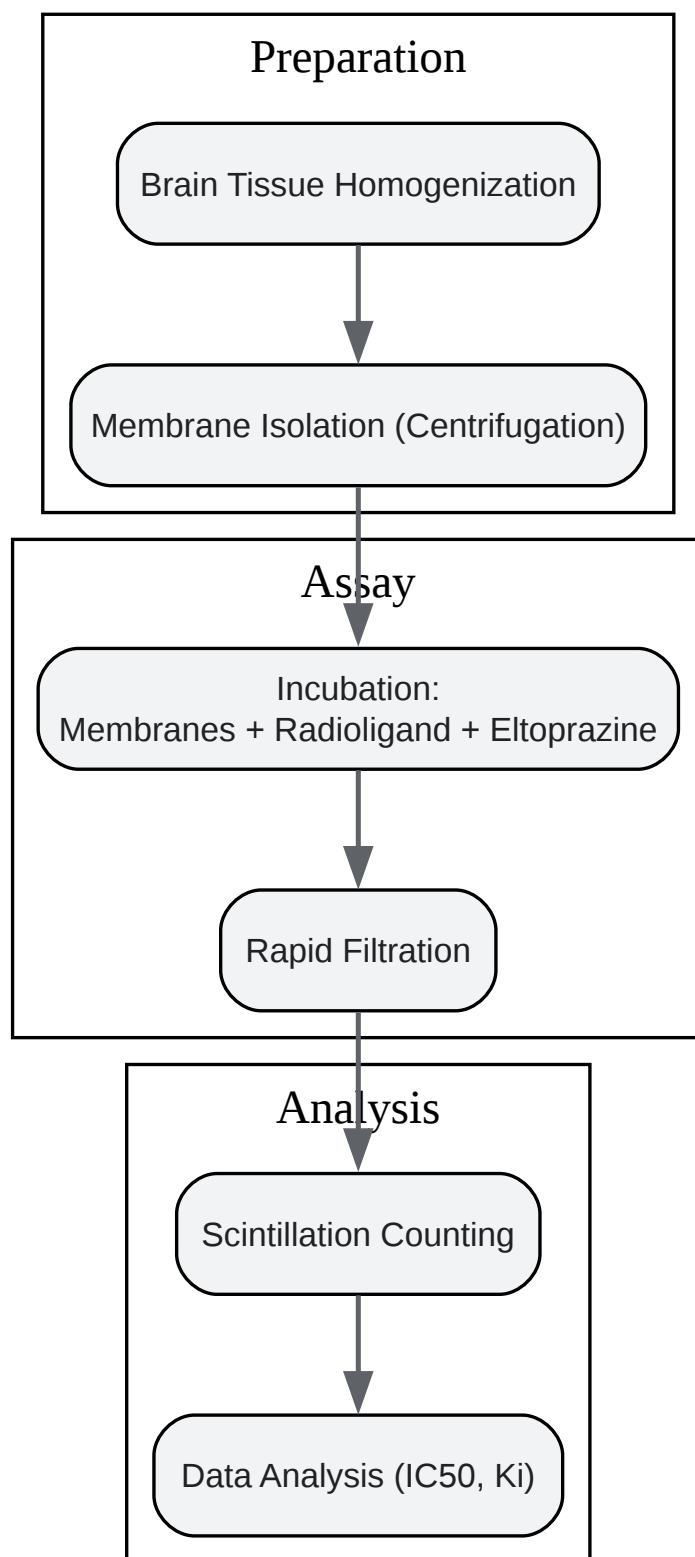 Preparation
Brain Tissue Homogenization
Membrane Isolation (Centrifugation)
Assay
Incubation:
Membranes + Radioligand + Eltoprazine
Rapid Filtration
Analysis
Scintillation Counting
Data Analysis (IC50, Ki)